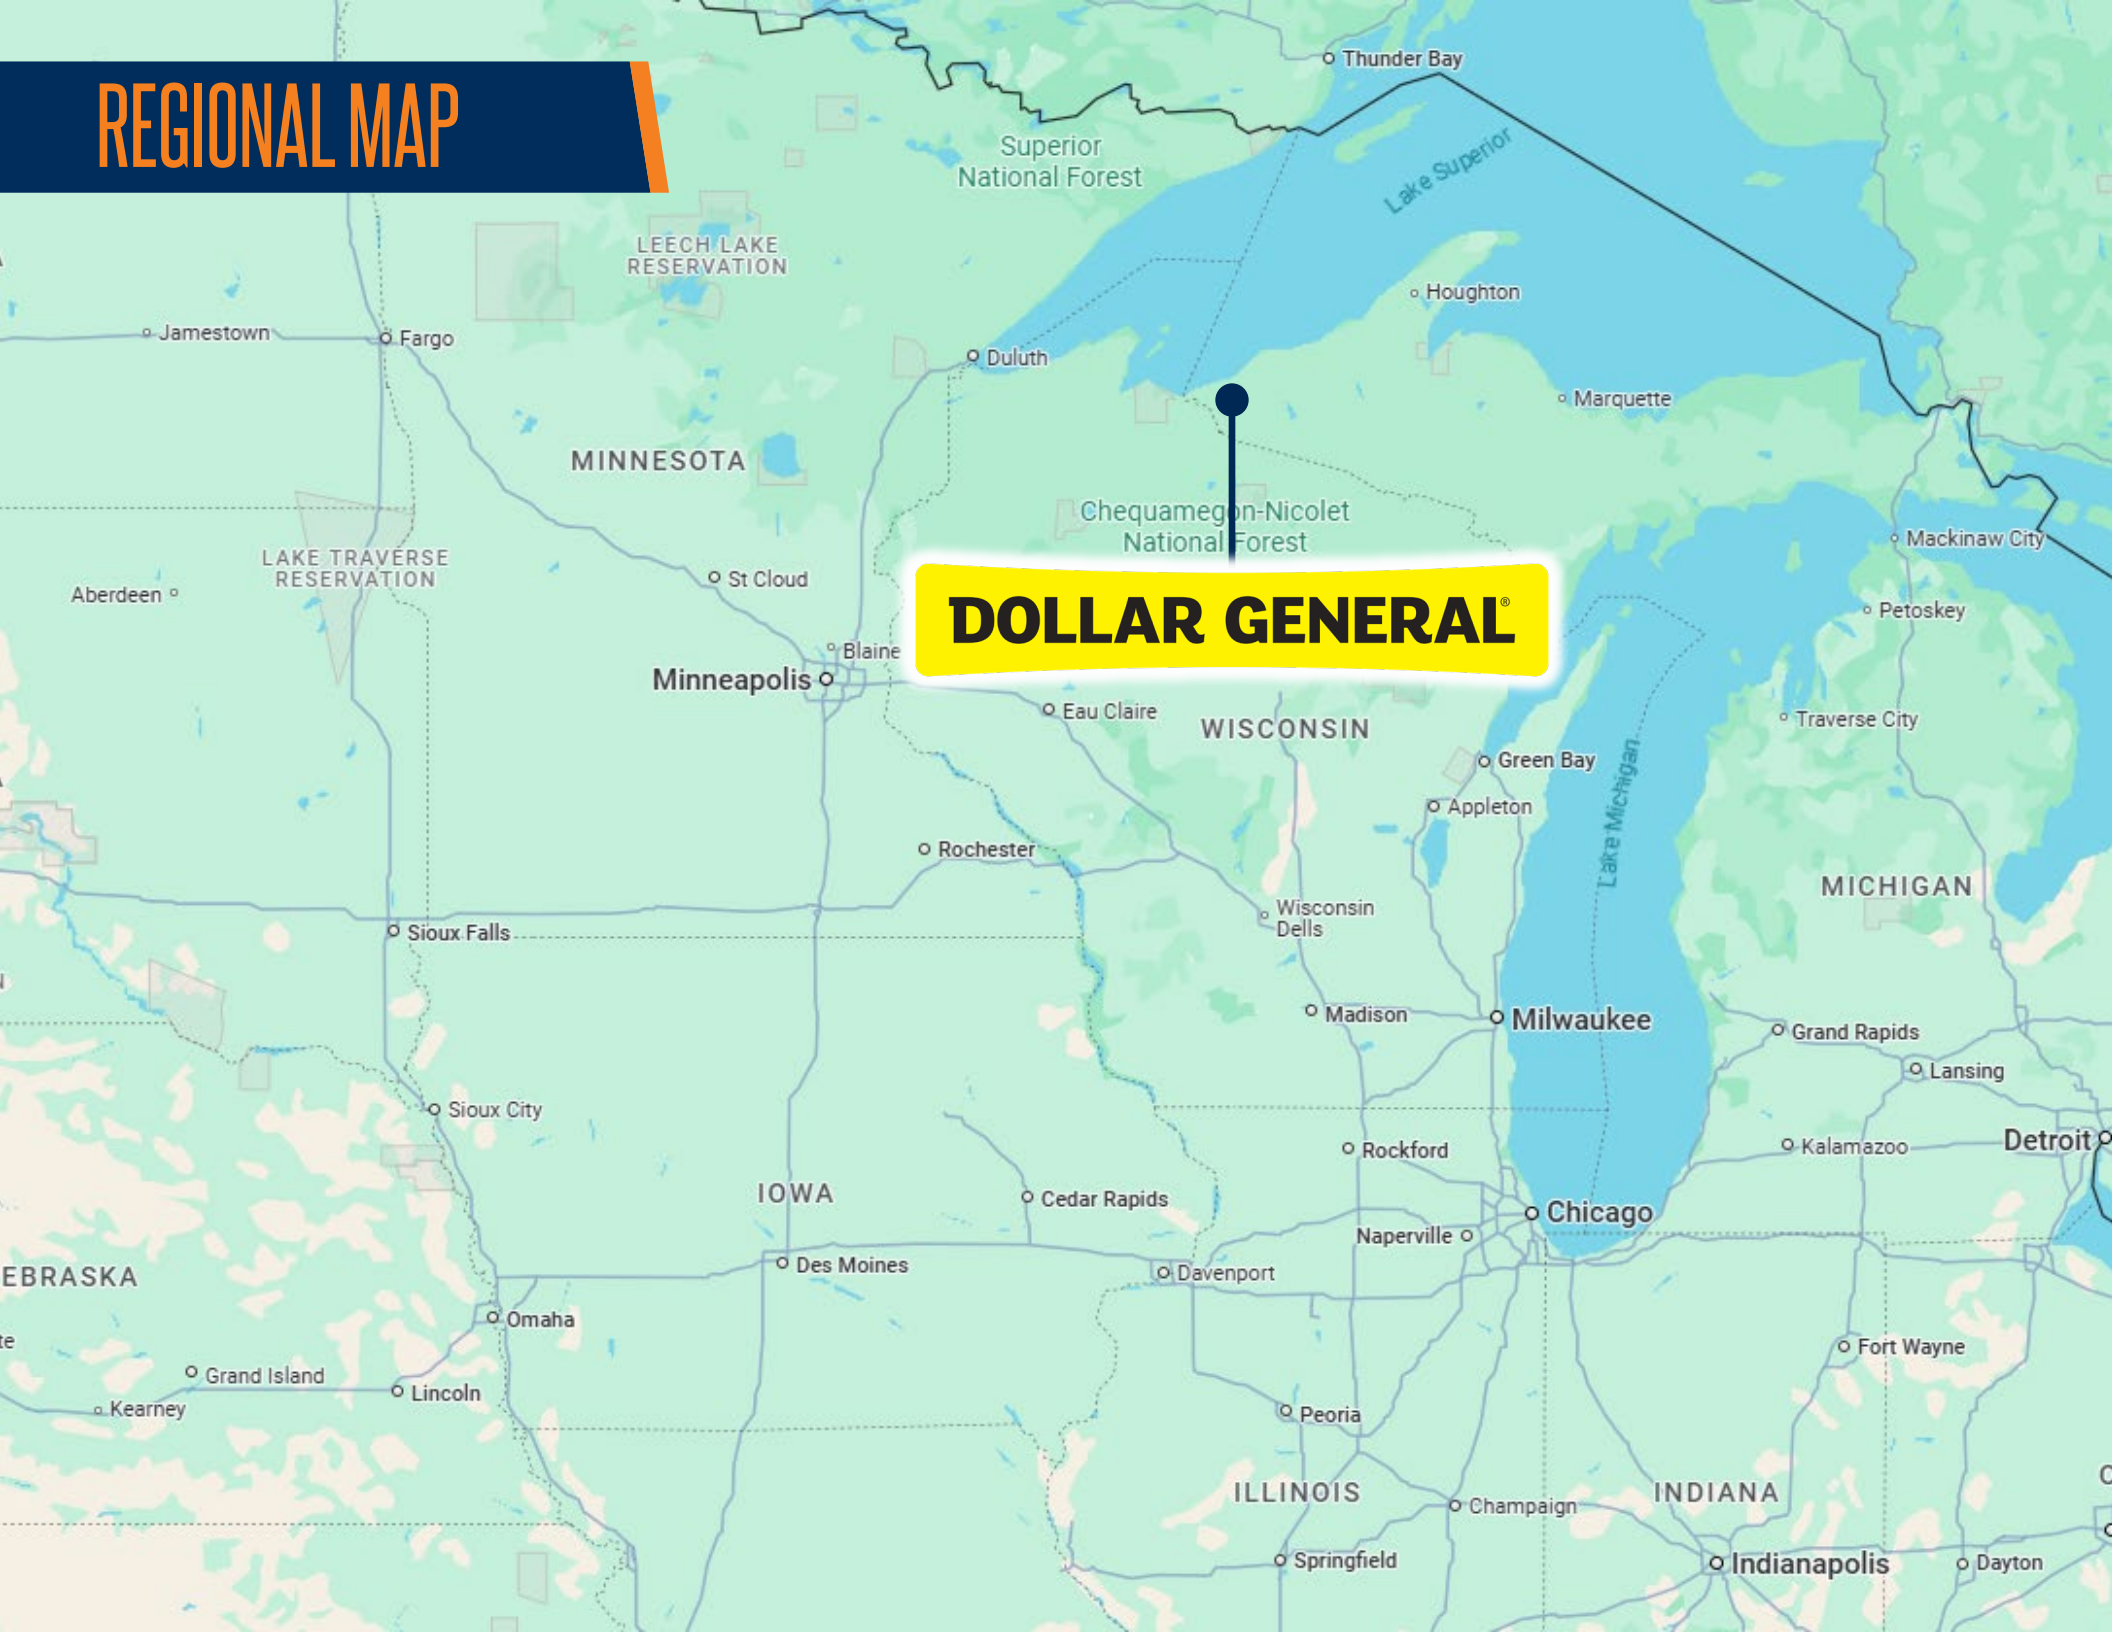 REGIONAL MAP
Thunder Bay
Superior
National Forest
Lake Superior
LEECH LAKE
RESERVATION
Houghton
Jamestown
Fargo
Duluth
Marquette
MINNESOTA
Chequamegon-Nicolet
National Forest
Mackinaw City
LAKE TRAVERSE
RESERVATION
Aberdeen
St Cloud
DOLLAR GENERAL®
Petoskey
Blaine
Minneapolis
Eau Claire
WISCONSIN
Traverse City
Green Bay
Lake Michigan
Appleton
Rochester
MICHIGAN
Wisconsin
Dells
Sioux Falls
Madison
Milwaukee
Grand Rapids
Lansing
Sioux City
Rockford
Kalamazoo
Detroit
IOWA
Cedar Rapids
Chicago
Naperville
Des Moines
Davenport
EBRASKA
Omaha
te
Fort Wayne
Grand Island
Lincoln
Kearney
Peoria
ILLINOIS
INDIANA
Champaign
Springfield
Indianapolis
Dayton